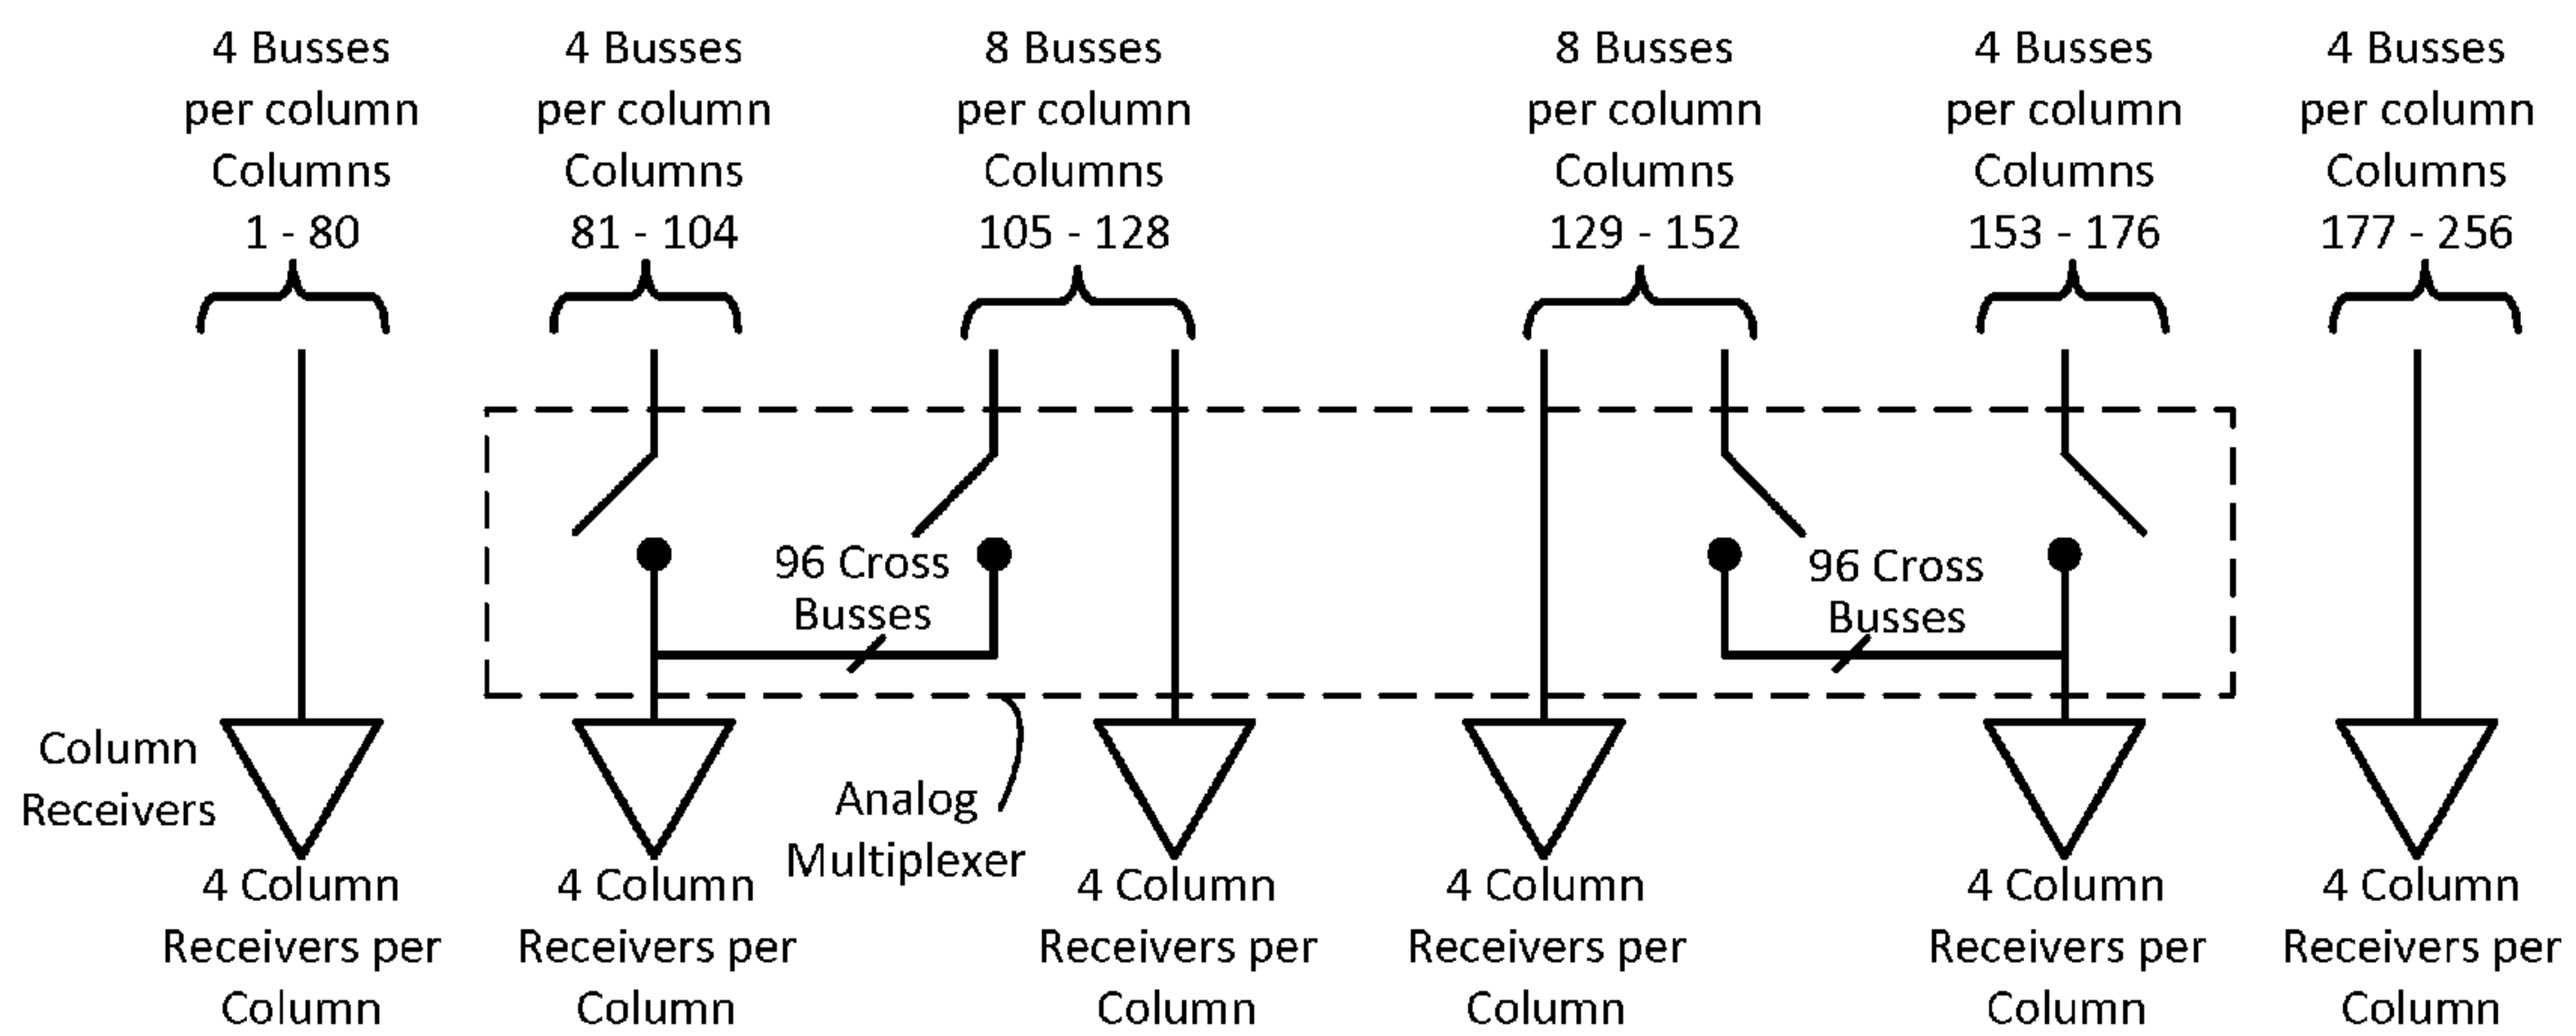 4 Busses
per column
Columns
1 - 80
4 Busses
per column
Columns
81 - 104
8 Busses
per column
Columns
105 - 128
8 Busses
per column
Columns
129 - 152
4 Busses
per column
Columns
153 - 176
4 Busses
per column
Columns
177 - 256
96 Cross
Busses
96 Cross
Busses
Column
Receivers
Analog
Multiplexer
4 Column
Receivers per
Column
4 Column
Receivers per
Column
4 Column
Receivers per
Column
4 Column
Receivers per
Column
4 Column
Receivers per
Column
4 Column
Receivers per
Column